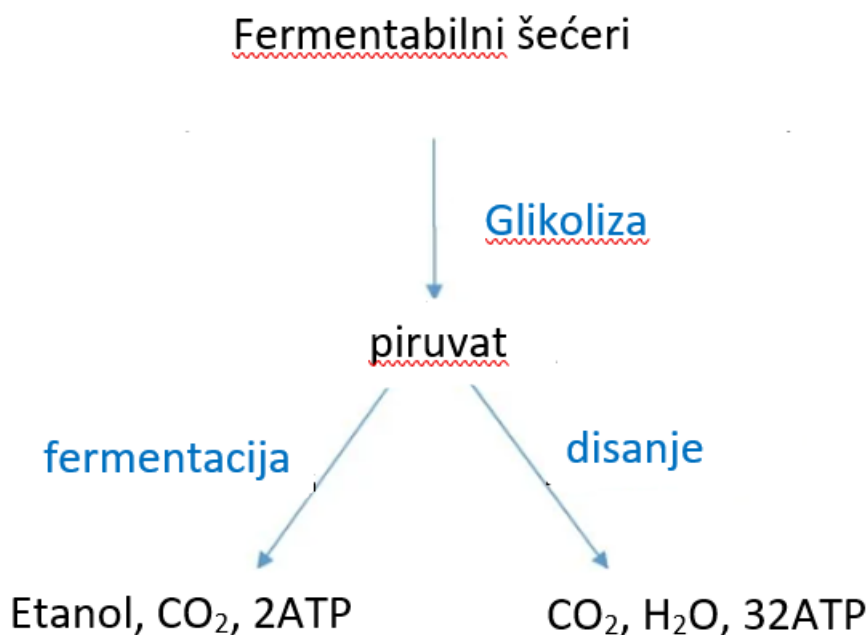 Fermentabilni šećeri
Glikoliza
piruvat
fermentacija
disanje
Etanol, CO₂, 2ATP
CO₂, H₂O, 32ATP